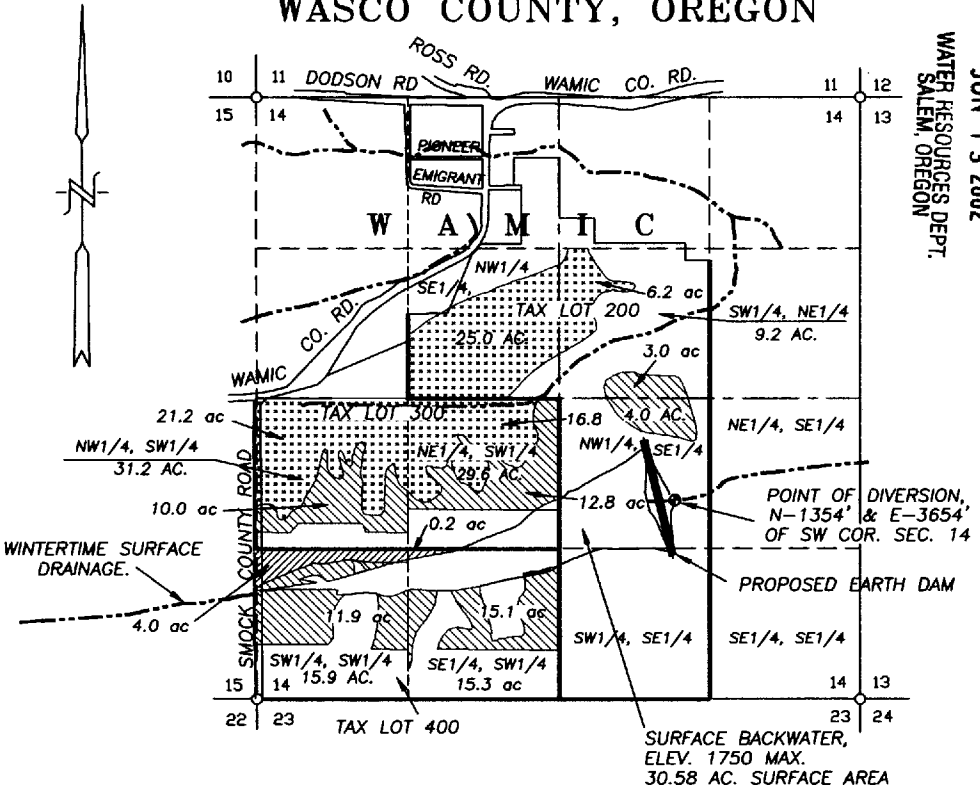 WASCO COUNTY, OREGON
JUN 13 2002
WATER RESOURCES DEPT.
SALEM, OREGON
10 11
15 14
DODSON RD
ROSS RD.
WAMIC CO. RD.
11 12
14 13
PIONEER
EMIGRANT
RD
W A M I C
NW1/4
SE1/4,
6.2 ac
TAX LOT 200
SW1/4, NE1/4
9.2 AC.
25.0 AC.
3.0 ac
WAMIC CO. RD.
21.2 ac
TAX LOT 300
16.8
4.0 AC.
NW1/4, SW1/4
31.2 AC.
NE1/4, SW1/4
29.6 AC.
NW1/4, SE1/4
NE1/4, SE1/4
10.0 ac
12.8 ac
0.2 ac
POINT OF DIVERSION,
N-1354' & E-3654'
OF SW COR. SEC. 14
WINTERTIME SURFACE
DRAINAGE.
PROPOSED EARTH DAM
4.0 ac
SMOCK COUNTY ROAD
11.9 ac
15.1 ac
SW1/4, SW1/4
15.9 AC.
SE1/4, SW1/4
15.3 ac
SW1/4, SE1/4
SE1/4, SE1/4
15 14
22 23
TAX LOT 400
14 13
23 24
SURFACE BACKWATER,
ELEV. 1750 MAX.
30.58 AC. SURFACE AREA
N